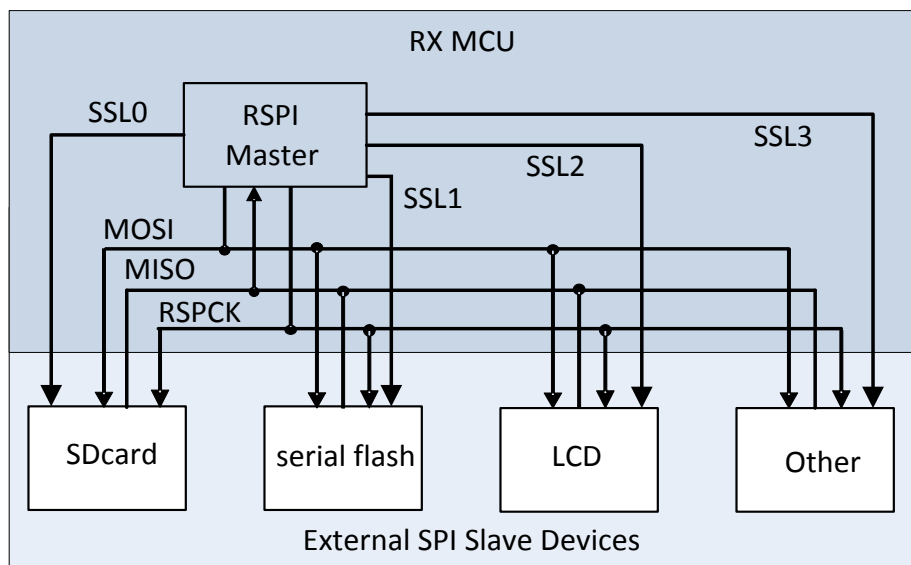 RX MCU
SSL0
RSPI
Master
SSL3
SSL2
SSL1
MOSI
MISO
RSPCK
SDcard
serial flash
LCD
Other
External SPI Slave Devices